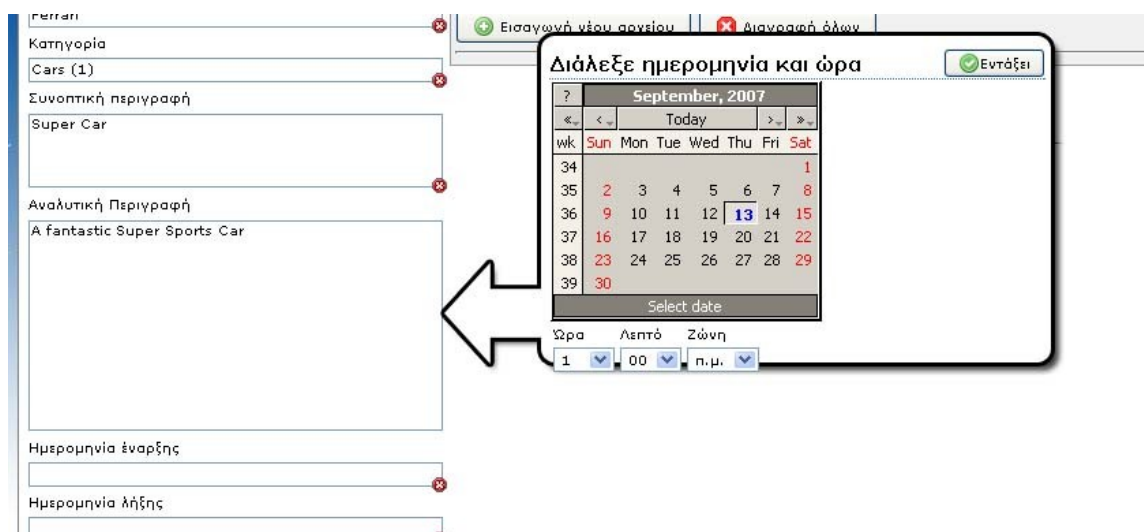 Ferrari
Κατηγορία
Cars (1)
Συνοπτική περιγραφή
Super Car
Αναλυτική Περιγραφή
A fantastic Super Sports Car
Ημερομηνία έναρξης
Ημερομηνία λήξης
Εισαγωγή νέου αρχείου
Διαγραφή όλων
Διάλεξε ημερομηνία και ώρα
Εντάξει
? September, 2007
« ‹ Today › »
wk Sun Mon Tue Wed Thu Fri Sat
34 1
35 2 3 4 5 6 7 8
36 9 10 11 12 13 14 15
37 16 17 18 19 20 21 22
38 23 24 25 26 27 28 29
39 30
Select date
Ώρα Λεπτό Ζώνη
1 00 π.μ.